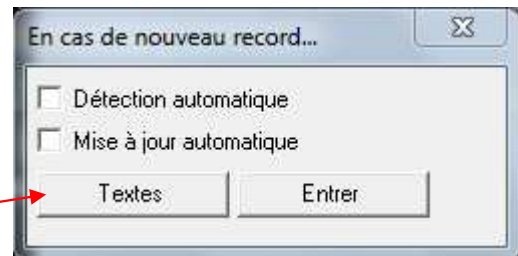 En cas de nouveau record...
Détection automatique
Mise à jour automatique
Textes Entrer